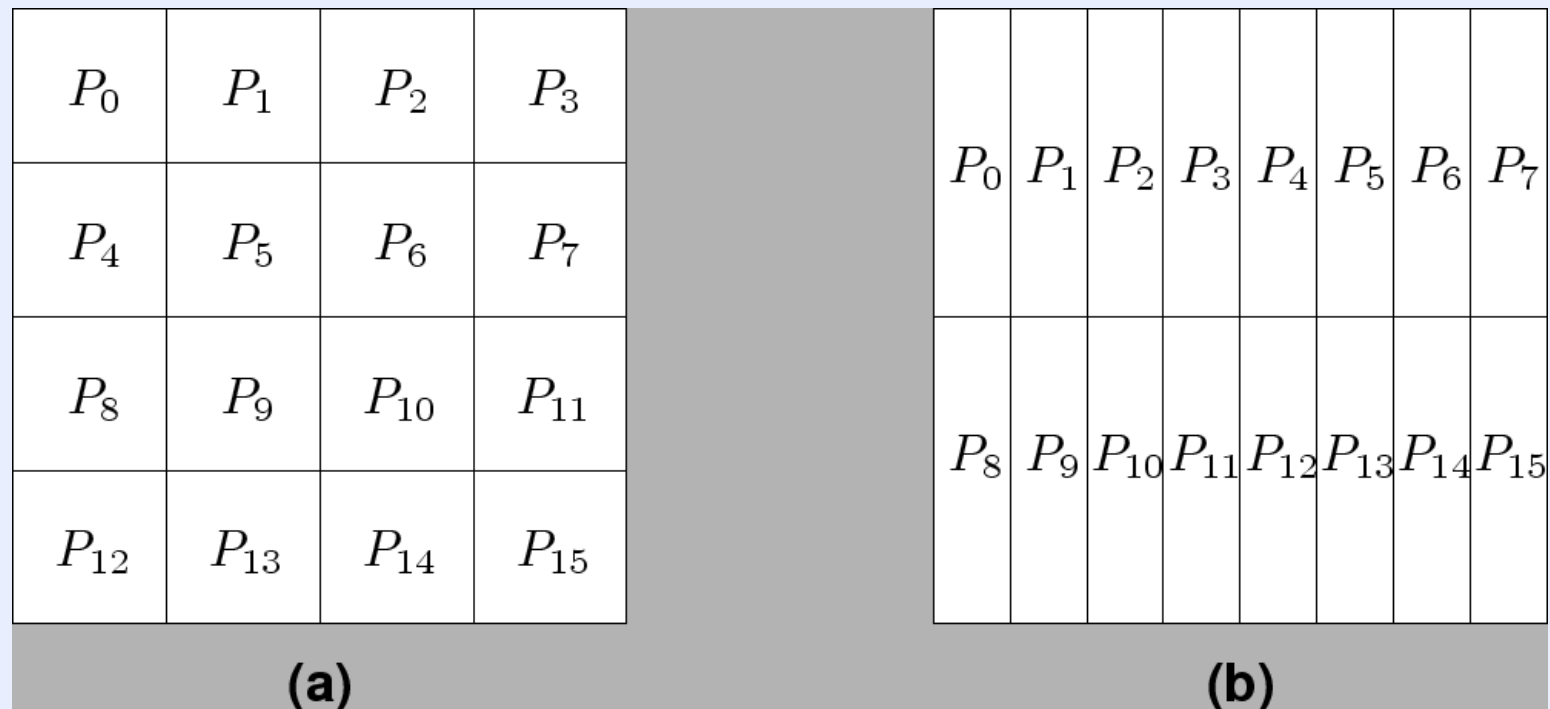 P0 P1 P2 P3
P4 P5 P6 P7
P8 P9 P10 P11
P12 P13 P14 P15
(a)
P0 P1 P2 P3 P4 P5 P6 P7
P8 P9 P10 P11 P12 P13 P14 P15
(b)